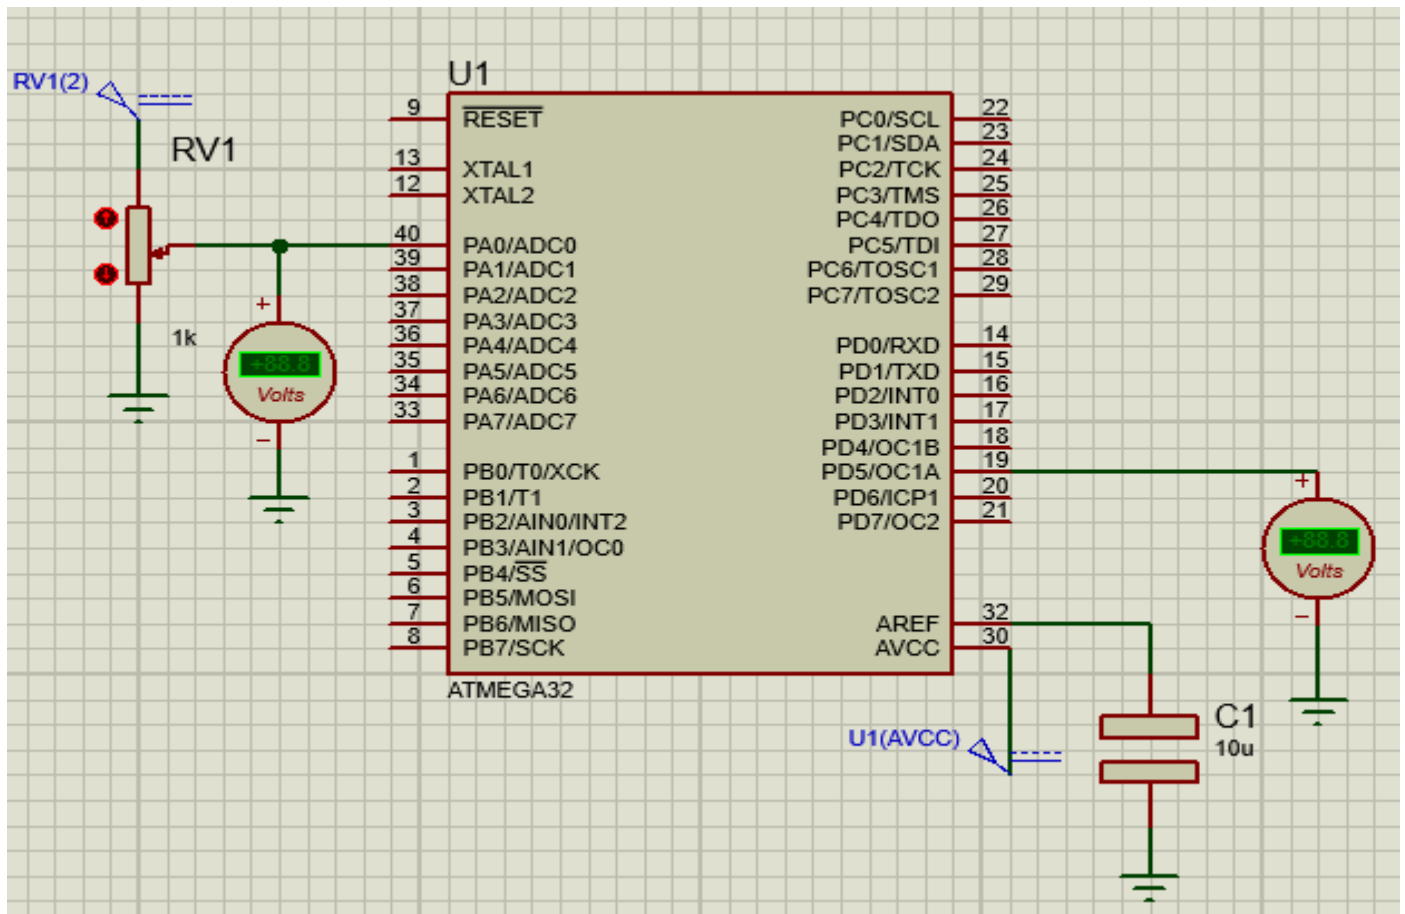 RV1(2)
RV1
1k
+88.8
Volts
+
−
U1
9 RESET
13 XTAL1
12 XTAL2
40 PA0/ADC0
39 PA1/ADC1
38 PA2/ADC2
37 PA3/ADC3
36 PA4/ADC4
35 PA5/ADC5
34 PA6/ADC6
33 PA7/ADC7
1 PB0/T0/XCK
2 PB1/T1
3 PB2/AIN0/INT2
4 PB3/AIN1/OC0
5 PB4/SS
6 PB5/MOSI
7 PB6/MISO
8 PB7/SCK
PC0/SCL 22
PC1/SDA 23
PC2/TCK 24
PC3/TMS 25
PC4/TDO 26
PC5/TDI 27
PC6/TOSC1 28
PC7/TOSC2 29
PD0/RXD 14
PD1/TXD 15
PD2/INT0 16
PD3/INT1 17
PD4/OC1B 18
PD5/OC1A 19
PD6/ICP1 20
PD7/OC2 21
AREF 32
AVCC 30
ATMEGA32
U1(AVCC)
C1
10u
+
+88.8
Volts
−